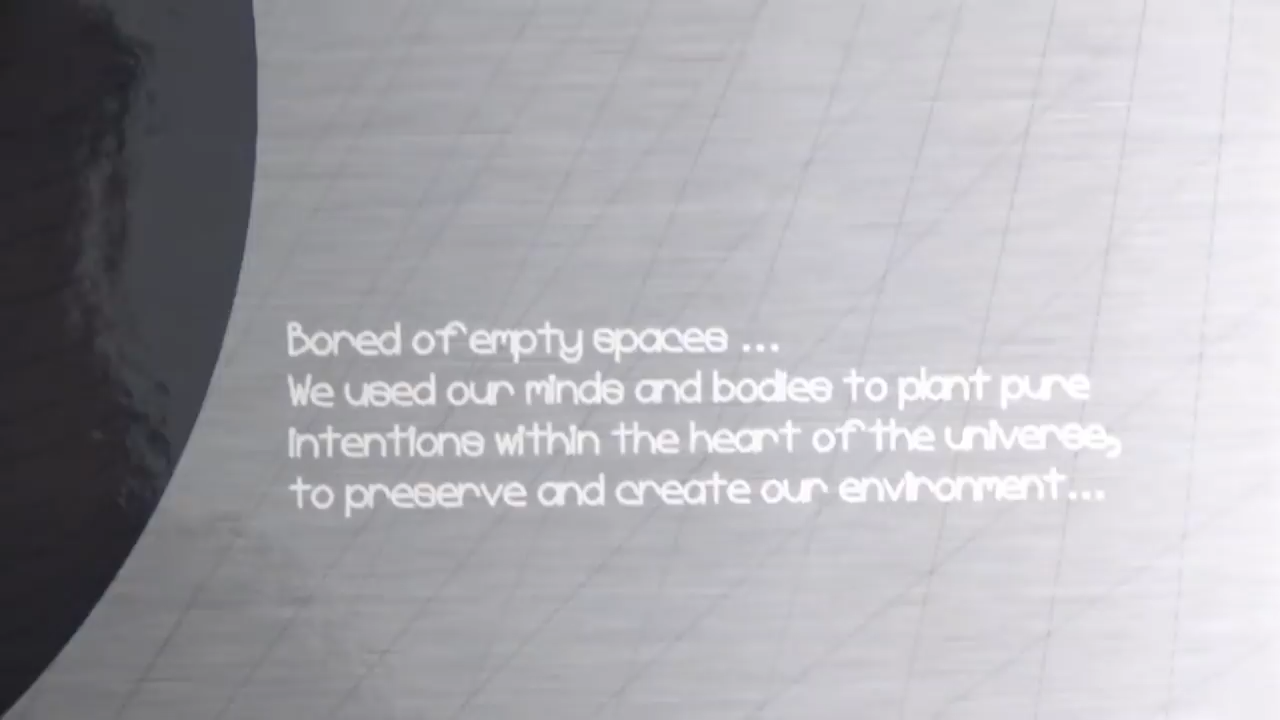 Bored of empty spaces ...
We used our minds and bodies to plant pure
intentions within the heart of the universe,
to preserve and create our environment...